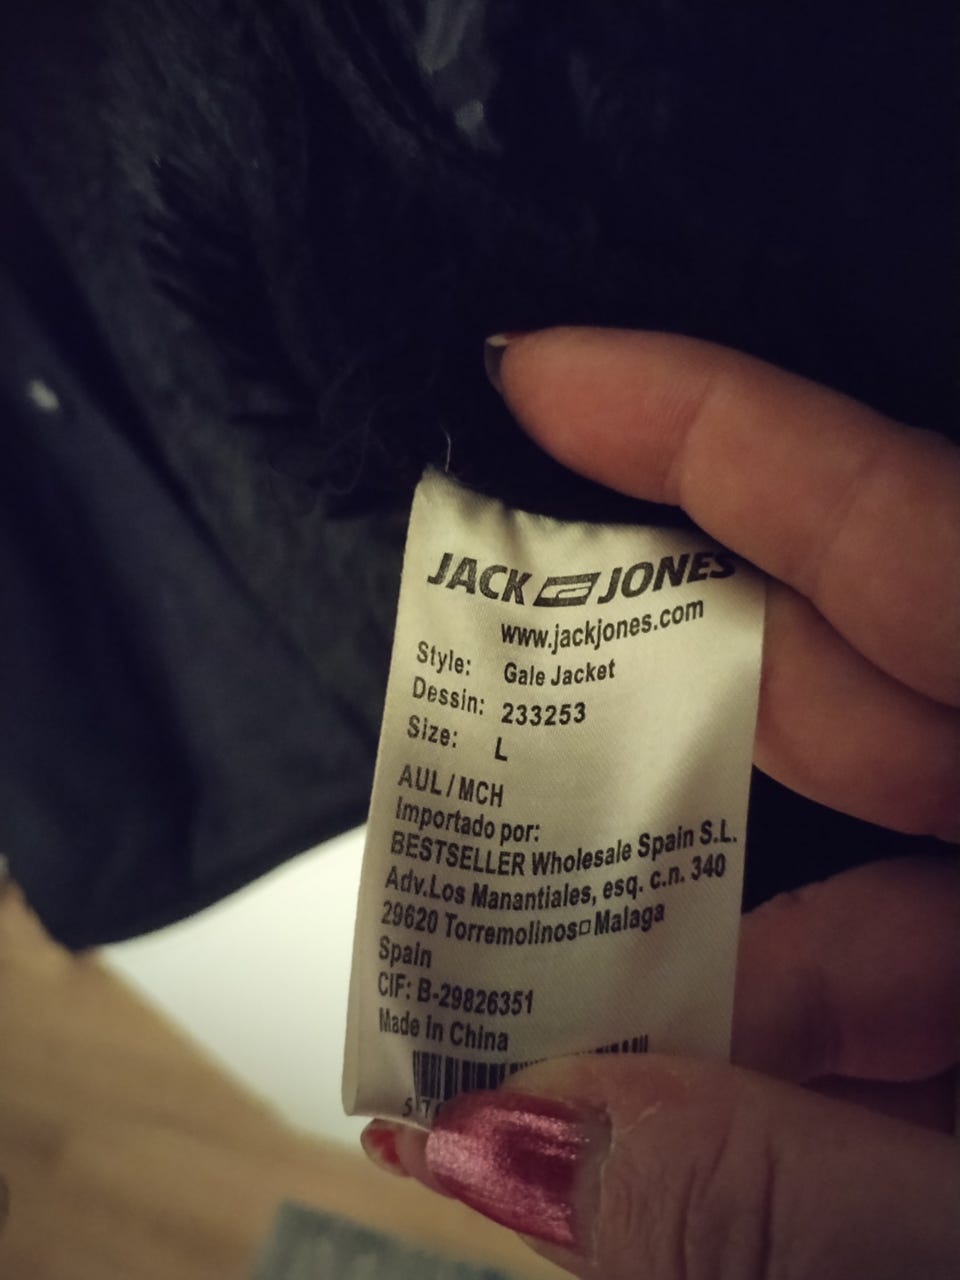 JACK JONES
www.jackjones.com
Style: Gale Jacket
Dessin: 233253
Size: L
AUL / MCH
Importado por:
BESTSELLER Wholesale Spain S.L.
Adv.Los Manantiales, esq. c.n. 340
29620 Torremolinos□Malaga
Spain
CIF: B-29826351
Made in China